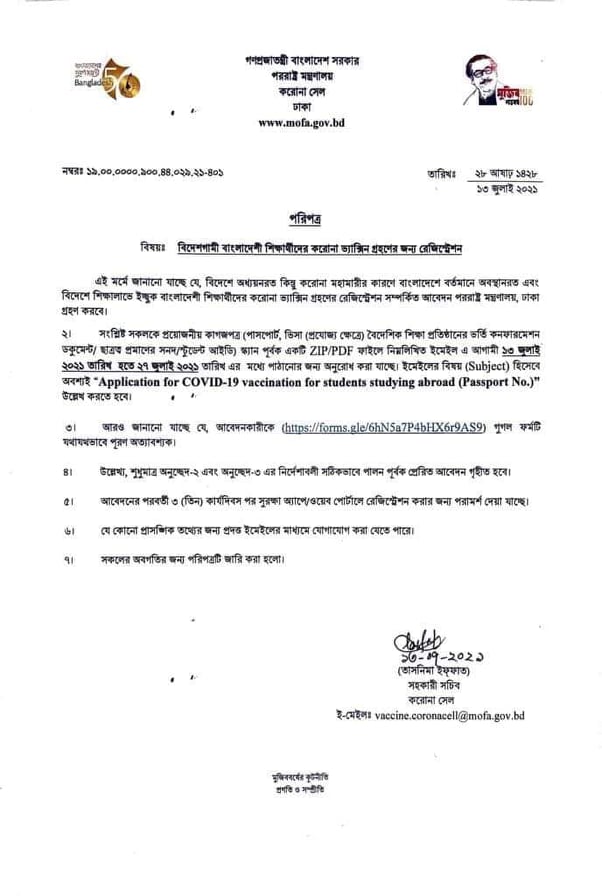 গণপ্রজাতন্ত্রী বাংলাদেশ সরকার
পররাষ্ট্র মন্ত্রণালয়
করোনা সেল
ঢাকা
www.mofa.gov.bd
বাংলাদেশের
সুবর্ণজয়ন্তী
50
Bangladesh
মুজিব
শতবর্ষ 100
নম্বরঃ ১৯.০০.০০০০.৯০০.৪৪.০২৯.২১-৪০১
তারিখঃ ২৮ আষাঢ় ১৪২৮
১৩ জুলাই ২০২১
পরিপত্র
বিষয়ঃ বিদেশগামী বাংলাদেশী শিক্ষার্থীদের করোনা ভ্যাক্সিন গ্রহণের জন্য রেজিস্ট্রেশন
এই মর্মে জানানো যাচ্ছে যে, বিদেশে অধ্যয়নরত কিন্তু করোনা মহামারীর কারণে বাংলাদেশে বর্তমানে অবস্থানরত এবং
বিদেশে শিক্ষালাভে ইচ্ছুক বাংলাদেশী শিক্ষার্থীদের করোনা ভ্যাক্সিন গ্রহণের রেজিস্ট্রেশন সম্পর্কিত আবেদন পররাষ্ট্র মন্ত্রণালয়, ঢাকা
গ্রহণ করবে।
২। সংশ্লিষ্ট সকলকে প্রয়োজনীয় কাগজপত্র (পাসপোর্ট, ভিসা (প্রযোজ্য ক্ষেত্রে) বৈদেশিক শিক্ষা প্রতিষ্ঠানের ভর্তি কনফারমেশন
ডকুমেন্ট/ ছাত্রত্ব প্রমাণের সনদ/স্টুডেন্ট আইডি) স্ক্যান পূর্বক একটি ZIP/PDF ফাইলে নিম্নলিখিত ইমেইল এ আগামী ১৩ জুলাই
২০২১ তারিখ হতে ২৭ জুলাই ২০২১ তারিখ এর মধ্যে পাঠানোর জন্য অনুরোধ করা যাচ্ছে। ইমেইলের বিষয় (Subject) হিসেবে
অবশ্যই “Application for COVID-19 vaccination for students studying abroad (Passport No.)”
উল্লেখ করতে হবে।
৩। আরও জানানো যাচ্ছে যে, আবেদনকারীকে (https://forms.gle/6hN5a7P4bHX6r9AS9) গুগল ফর্মটি
যথাযথভাবে পূরণ অত্যাবশ্যক।
৪। উল্লেখ্য, শুধুমাত্র অনুচ্ছেদ-২ এবং অনুচ্ছেদ-৩ এর নির্দেশাবলী সঠিকভাবে পালন পূর্বক প্রেরিত আবেদন গৃহীত হবে।
৫। আবেদনের পরবর্তী ৩ (তিন) কার্যদিবস পর সুরক্ষা অ্যাপে/ওয়েব পোর্টালে রেজিস্ট্রেশন করার জন্য পরামর্শ দেয়া যাচ্ছে।
৬। যে কোনো প্রাসঙ্গিক তথ্যের জন্য প্রদত্ত ইমেইলের মাধ্যমে যোগাযোগ করা যেতে পারে।
৭। সকলের অবগতির জন্য পরিপত্রটি জারি করা হলো।
১৩-০৭-২০২১
(তাসনিমা ইফ্ফাত)
সহকারী সচিব
করোনা সেল
ই-মেইলঃ vaccine.coronacell@mofa.gov.bd
মুজিববর্ষের কূটনীতি
প্রগতি ও সম্প্রীতি